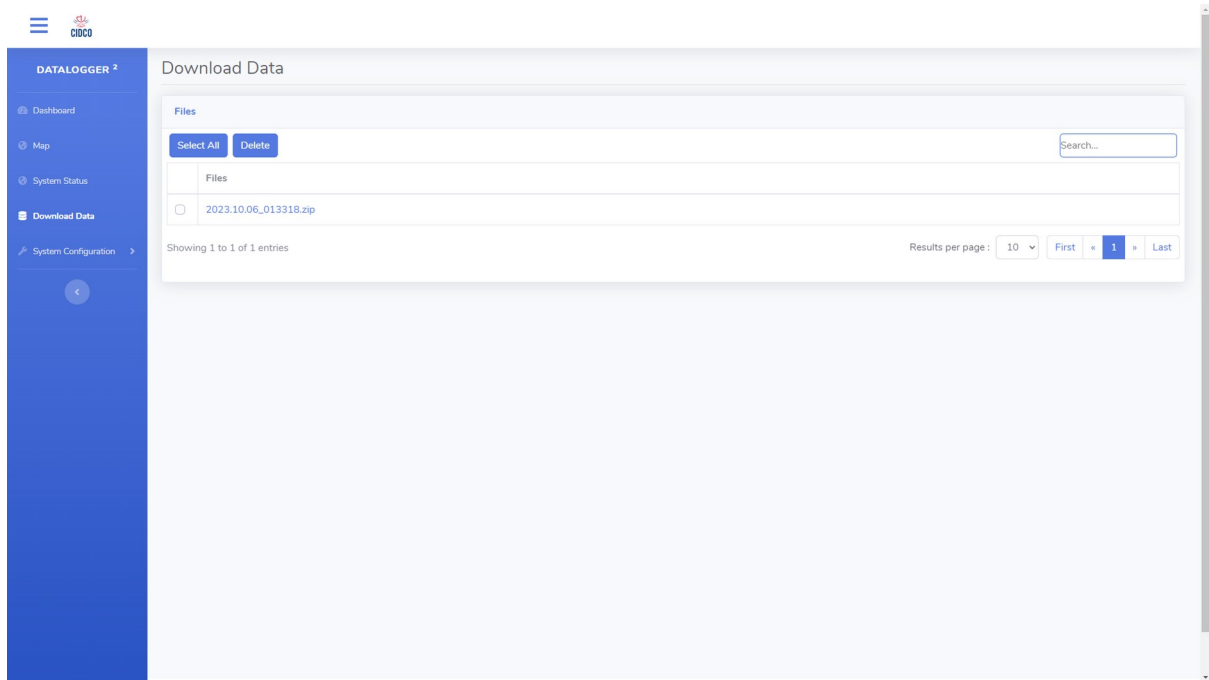 CIDCO
DATALOGGER ²
Dashboard
Map
System Status
Download Data
System Configuration >
Download Data
Files
Select All Delete Search...
Files
2023.10.06_013318.zip
Showing 1 to 1 of 1 entries Results per page : 10 First « 1 » Last